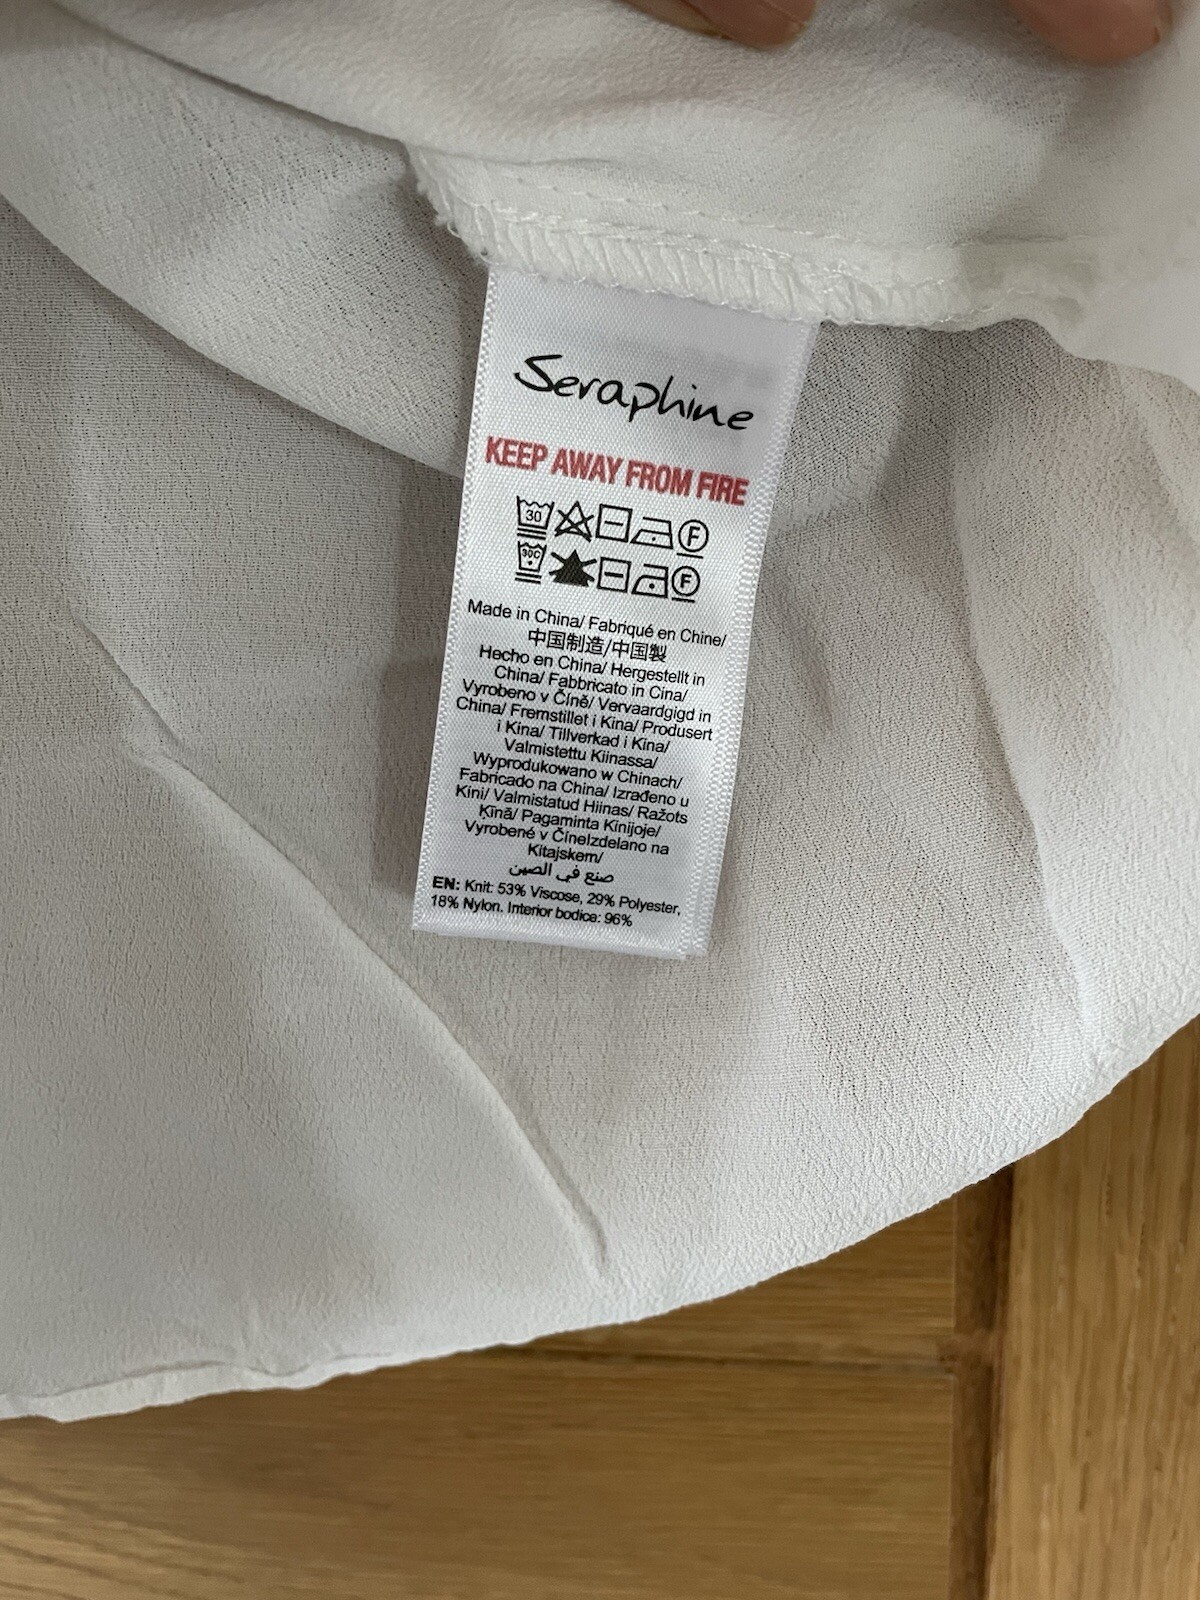 Seraphine
KEEP AWAY FROM FIRE
30 F
30C F
Made in China/ Fabriqué en Chine/
中国制造/中国製
Hecho en China/ Hergestellt in
China/ Fabbricato in Cina/
Vyrobeno v Číně/ Vervaardgigd in
China/ Fremstillet i Kina/ Produsert
i Kina/ Tillverkad i Kina/
Valmistettu Kiinassa/
Wyprodukowano w Chinach/
Fabricado na China/ Izrađeno u
Kini/ Valmistatud Hiinas/ Ražots
Ķīnā/ Pagaminta Kinijoje/
Vyrobené v ČíneIzdelano na
Kitajskem/
صنع في الصين
EN: Knit: 53% Viscose, 29% Polyester,
18% Nylon. Interior bodice: 96%